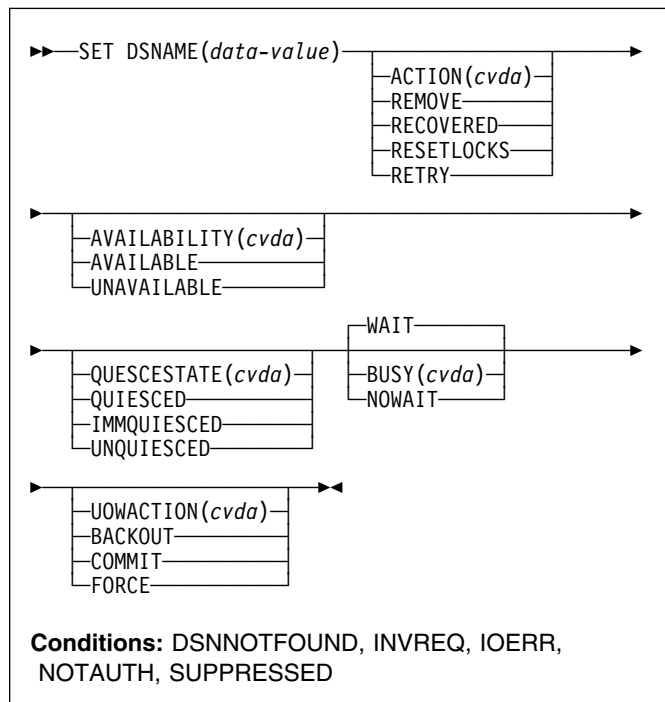 SET DSNAME(data-value)
ACTION(cvda)
REMOVE
RECOVERED
RESETLOCKS
RETRY
AVAILABILITY(cvda)
AVAILABLE
UNAVAILABLE
QUESCESTATE(cvda)
QUIESCED
IMMQUIESCED
UNQUIESCED
WAIT
BUSY(cvda)
NOWAIT
UOWACTION(cvda)
BACKOUT
COMMIT
FORCE
Conditions: DSNNOTFOUND, INVREQ, IOERR,
NOTAUTH, SUPPRESSED